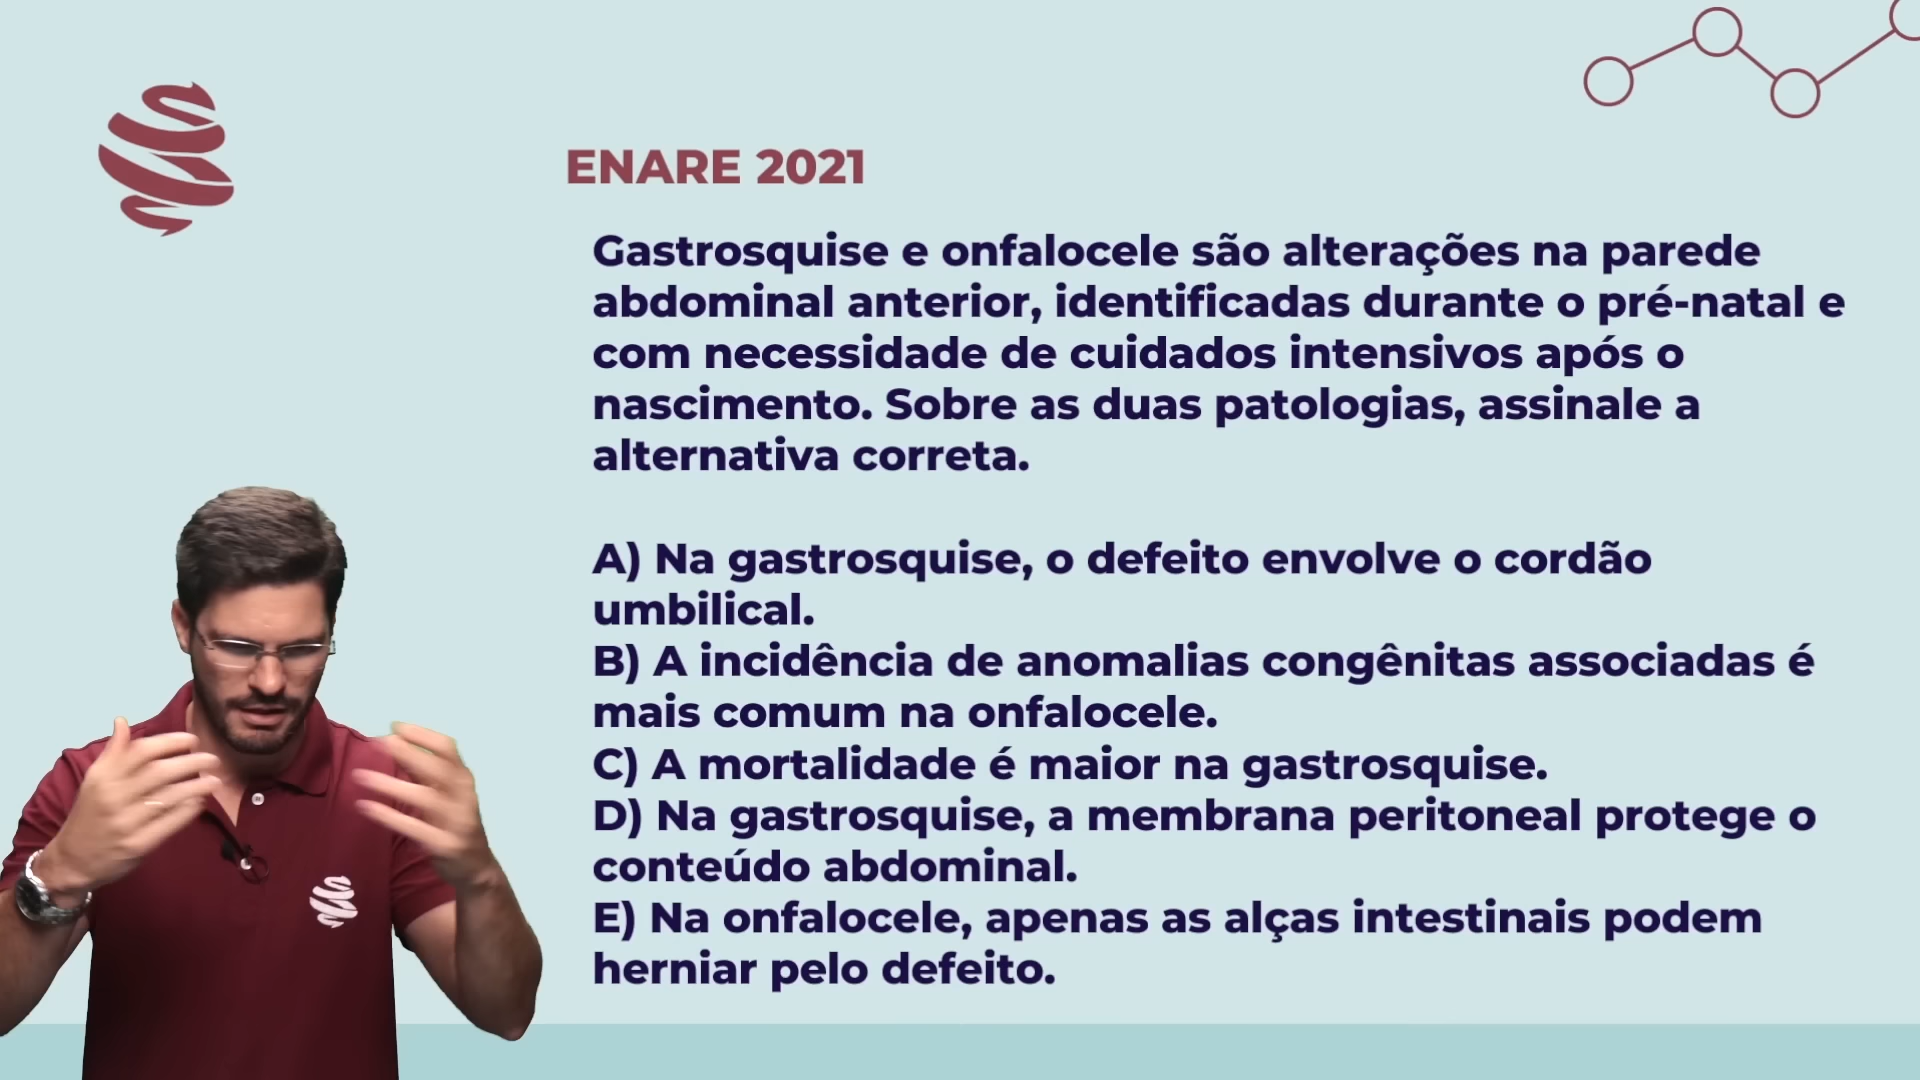 ENARE 2021
Gastrosquise e onfalocele são alterações na parede
abdominal anterior, identificadas durante o pré-natal e
com necessidade de cuidados intensivos após o
nascimento. Sobre as duas patologias, assinale a
alternativa correta.
A) Na gastrosquise, o defeito envolve o cordão
umbilical.
B) A incidência de anomalias congênitas associadas é
mais comum na onfalocele.
C) A mortalidade é maior na gastrosquise.
D) Na gastrosquise, a membrana peritoneal protege o
conteúdo abdominal.
E) Na onfalocele, apenas as alças intestinais podem
herniar pelo defeito.